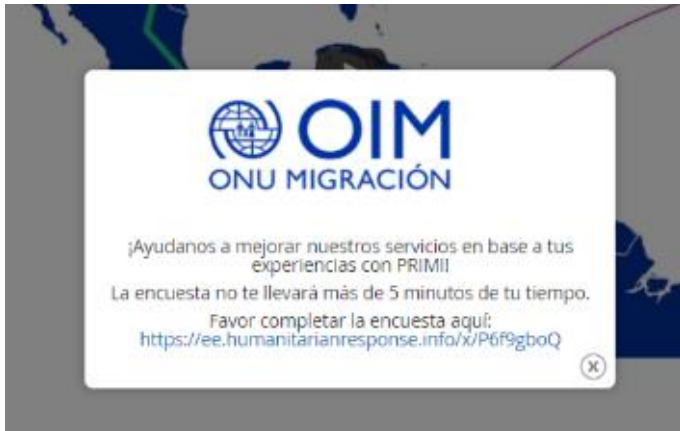 OIM
ONU MIGRACIÓN
¡Ayudanos a mejorar nuestros servicios en base a tus
experiencias con PRIMI!
La encuesta no te llevará más de 5 minutos de tu tiempo.
Favor completar la encuesta aquí:
https://ee.humanitarianresponse.info/x/P6f9gboQ